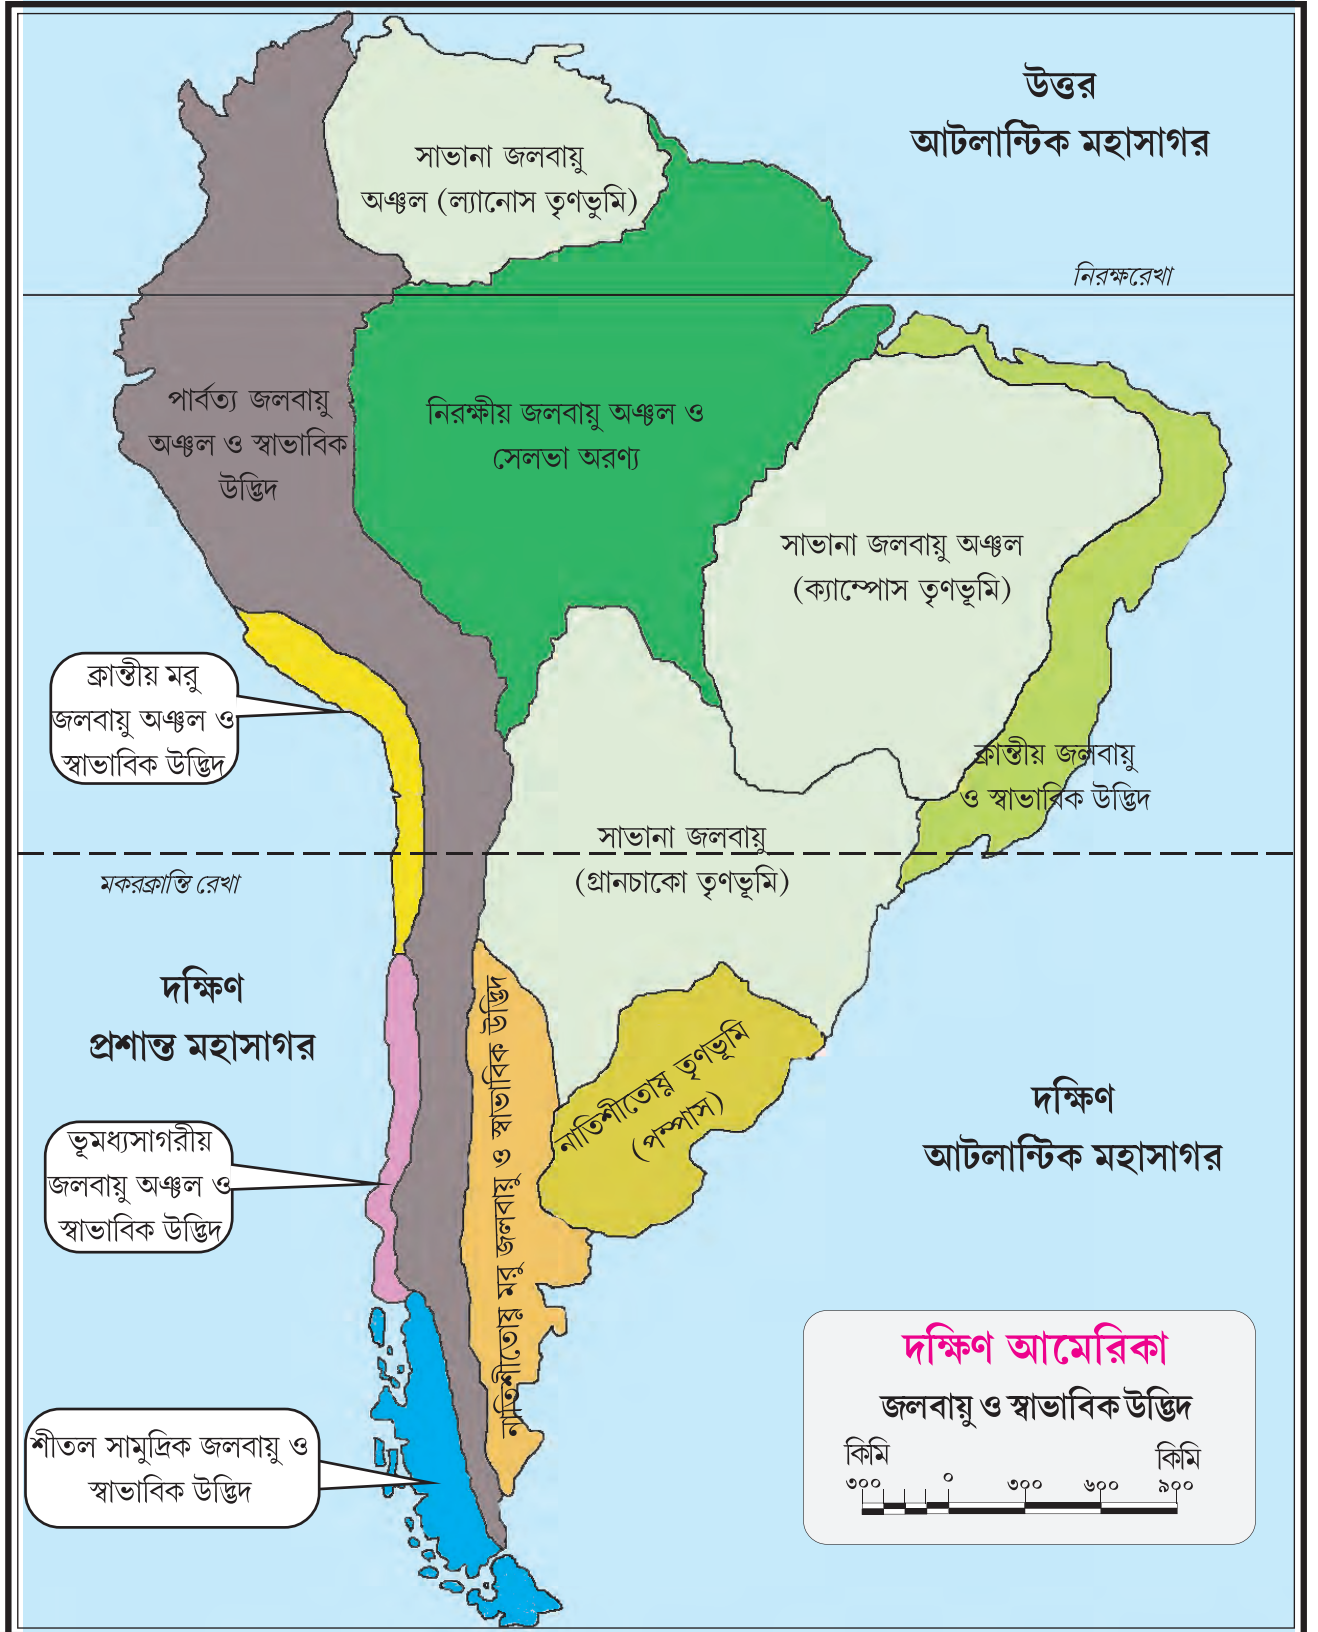 উত্তর
আটলান্টিক মহাসাগর
সাভানা জলবায়ু
অঞ্চল (ল্যানোস তৃণভুমি)
নিরক্ষরেখা
পার্বত্য জলবায়ু
অঞ্চল ও স্বাভাবিক
উদ্ভিদ
নিরক্ষীয় জলবায়ু অঞ্চল ও
সেলভা অরণ্য
সাভানা জলবায়ু অঞ্চল
(ক্যাম্পোস তৃণভূমি)
ক্রান্তীয় মরু
জলবায়ু অঞ্চল ও
স্বাভাবিক উদ্ভিদ
ক্রান্তীয় জলবায়ু
ও স্বাভাবিক উদ্ভিদ
সাভানা জলবায়ু
(গ্রানচাকো তৃণভূমি)
মকরক্রান্তি রেখা
দক্ষিণ
প্রশান্ত মহাসাগর
নাতিশীতোষ্ণ মরু জলবায়ু ও স্বাভাবিক উদ্ভিদ
নাতিশীতোষ্ণ তৃণভূমি
(পম্পাস)
দক্ষিণ
আটলান্টিক মহাসাগর
ভূমধ্যসাগরীয়
জলবায়ু অঞ্চল ও
স্বাভাবিক উদ্ভিদ
শীতল সামুদ্রিক জলবায়ু ও
স্বাভাবিক উদ্ভিদ
দক্ষিণ আমেরিকা
জলবায়ু ও স্বাভাবিক উদ্ভিদ
কিমি কিমি
৩০০ ০ ৩০০ ৬০০ ৯০০